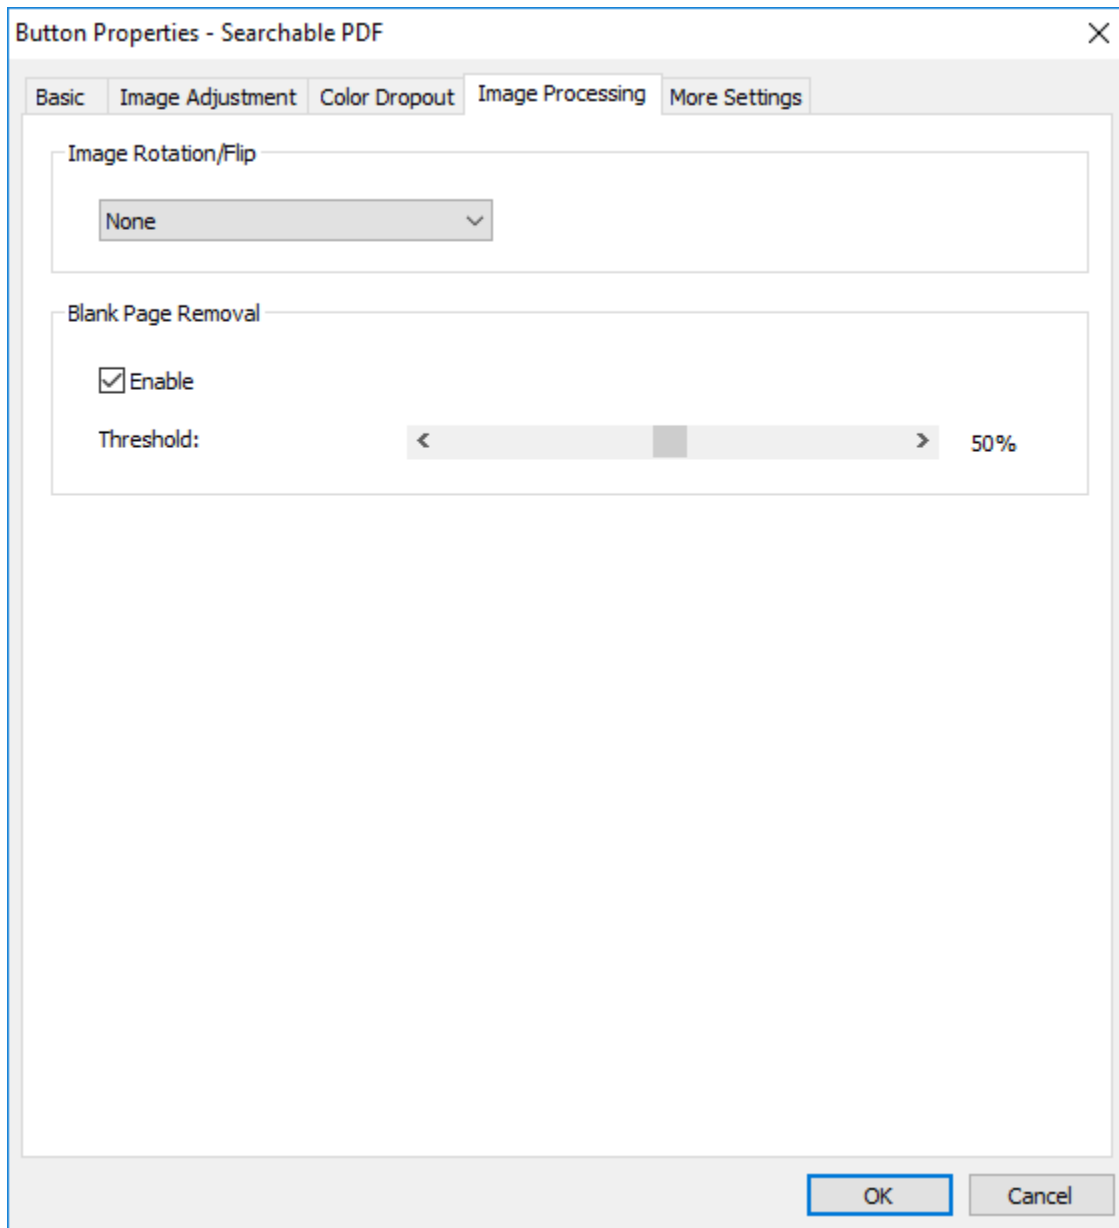 Button Properties - Searchable PDF
Basic Image Adjustment Color Dropout Image Processing More Settings
Image Rotation/Flip
None
Blank Page Removal
Enable
Threshold: 50%
OK Cancel